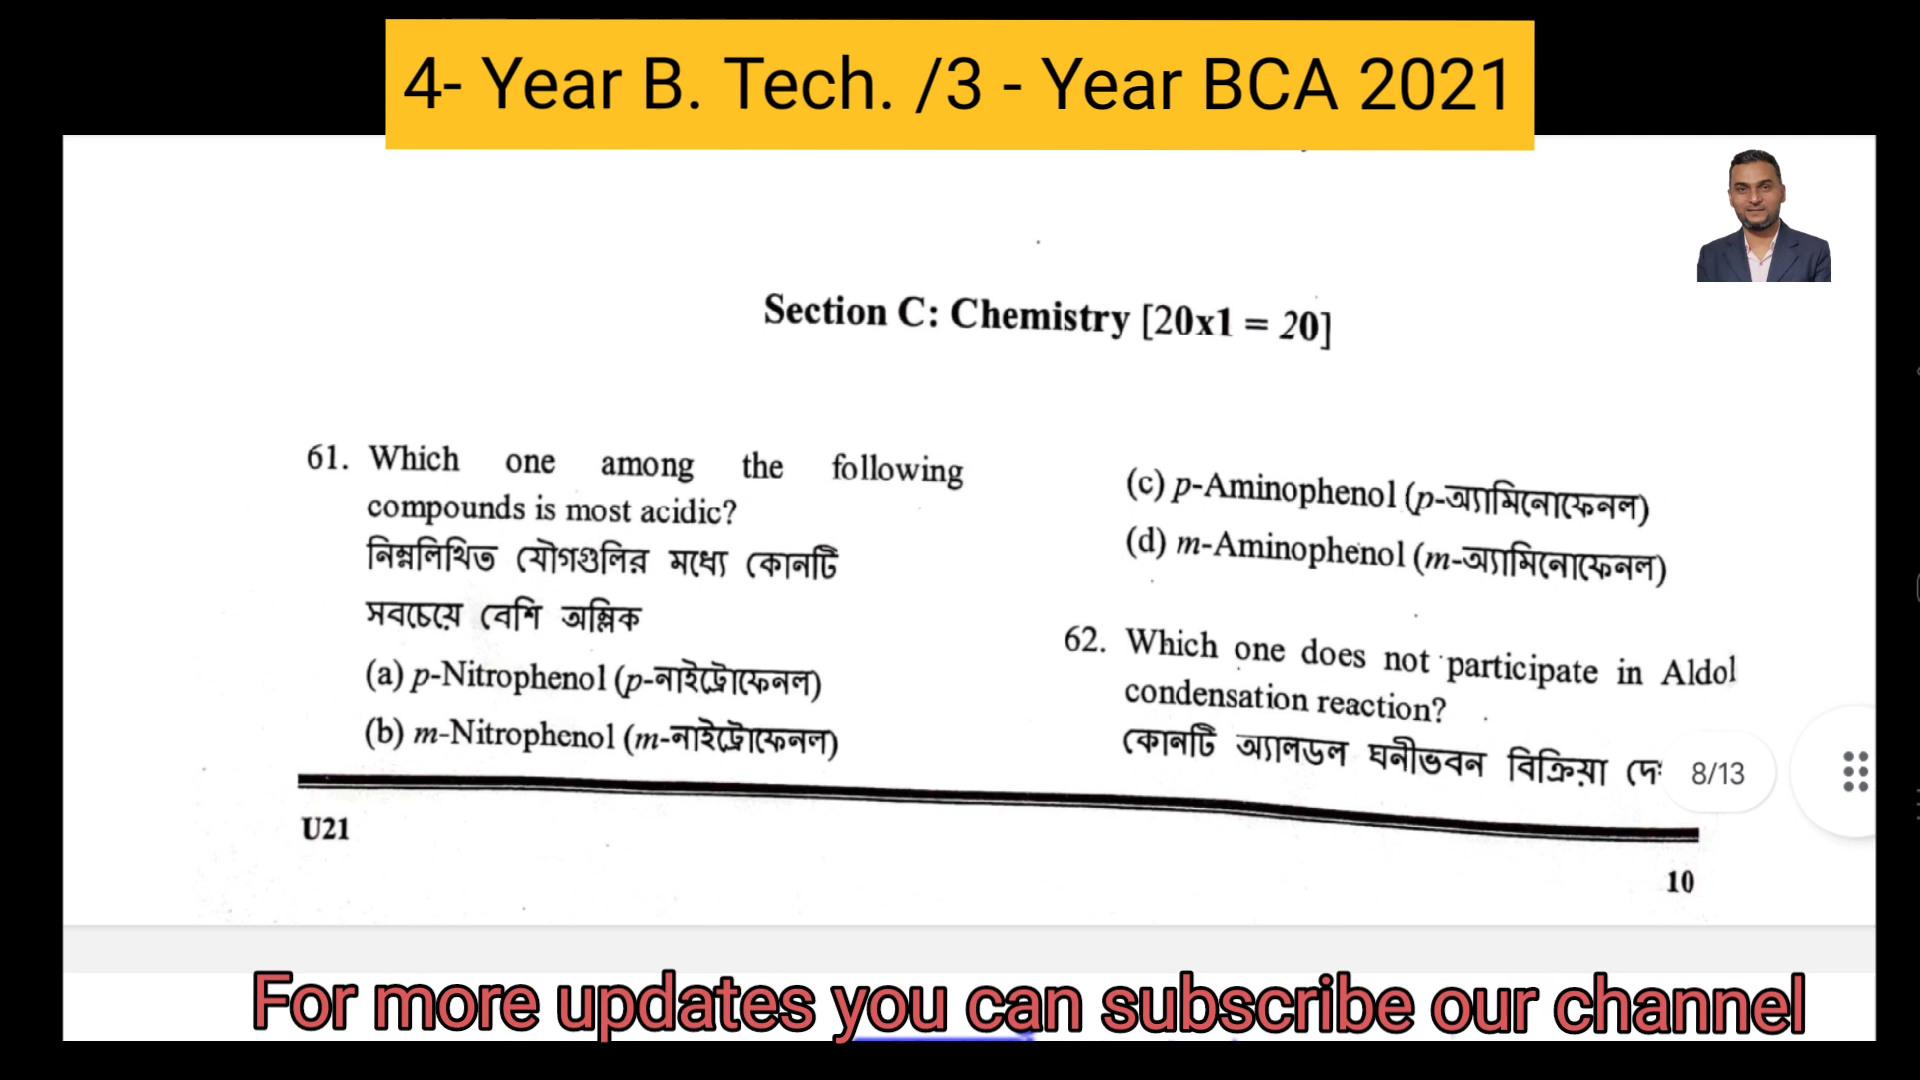 4- Year B. Tech. /3 - Year BCA 2021
Section C: Chemistry [20x1 = 20]
61. Which one among the following
compounds is most acidic?
নিম্নলিখিত যৌগগুলির মধ্যে কোনটি
সবচেয়ে বেশি অম্লিক
(a) p-Nitrophenol (p-নাইট্রোফেনল)
(b) m-Nitrophenol (m-নাইট্রোফেনল)
(c) p-Aminophenol (p-অ্যামিনোফেনল)
(d) m-Aminophenol (m-অ্যামিনোফেনল)
62. Which one does not participate in Aldol
condensation reaction?
কোনটি অ্যালডল ঘনীভবন বিক্রিয়া
8/13
U21
10
For more updates you can subscribe our channel